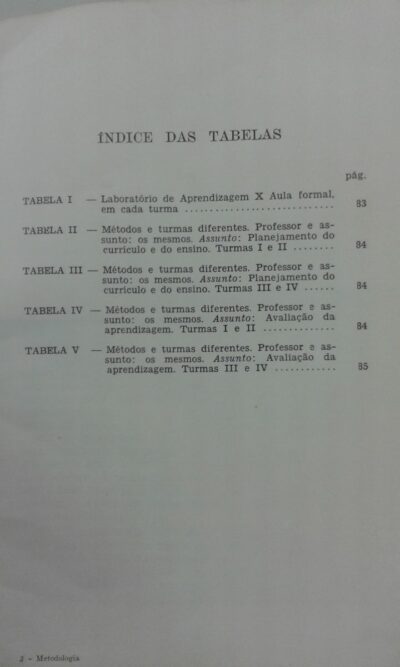 ÍNDICE DAS TABELAS
pág.
TABELA I — Laboratório de Aprendizagem X Aula formal,
em cada turma ............................ 83
TABELA II — Métodos e turmas diferentes. Professor e as-
sunto: os mesmos. Assunto: Planejamento do
currículo e do ensino. Turmas I e II ........ 84
TABELA III — Métodos e turmas diferentes. Professor e as-
sunto: os mesmos. Assunto: Planejamento do
currículo e do ensino. Turmas III e IV ...... 84
TABELA IV — Métodos e turmas diferentes. Professor e as-
sunto: os mesmos. Assunto: Avaliação da
aprendizagem. Turmas I e II .............. 84
TABELA V — Métodos e turmas diferentes. Professor e as-
sunto: os mesmos. Assunto: Avaliação da
aprendizagem. Turmas III e IV ............ 85
2 - Metodologia